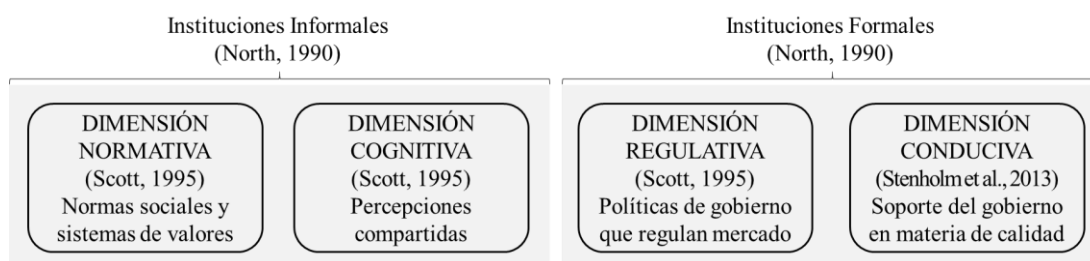 Instituciones Informales
(North, 1990)
Instituciones Formales
(North, 1990)
DIMENSIÓN
NORMATIVA
(Scott, 1995)
Normas sociales y
sistemas de valores
DIMENSIÓN
COGNITIVA
(Scott, 1995)
Percepciones
compartidas
DIMENSIÓN
REGULATIVA
(Scott, 1995)
Políticas de gobierno
que regulan mercado
DIMENSIÓN
CONDUCIVA
(Stenholm et al., 2013)
Soporte del gobierno
en materia de calidad